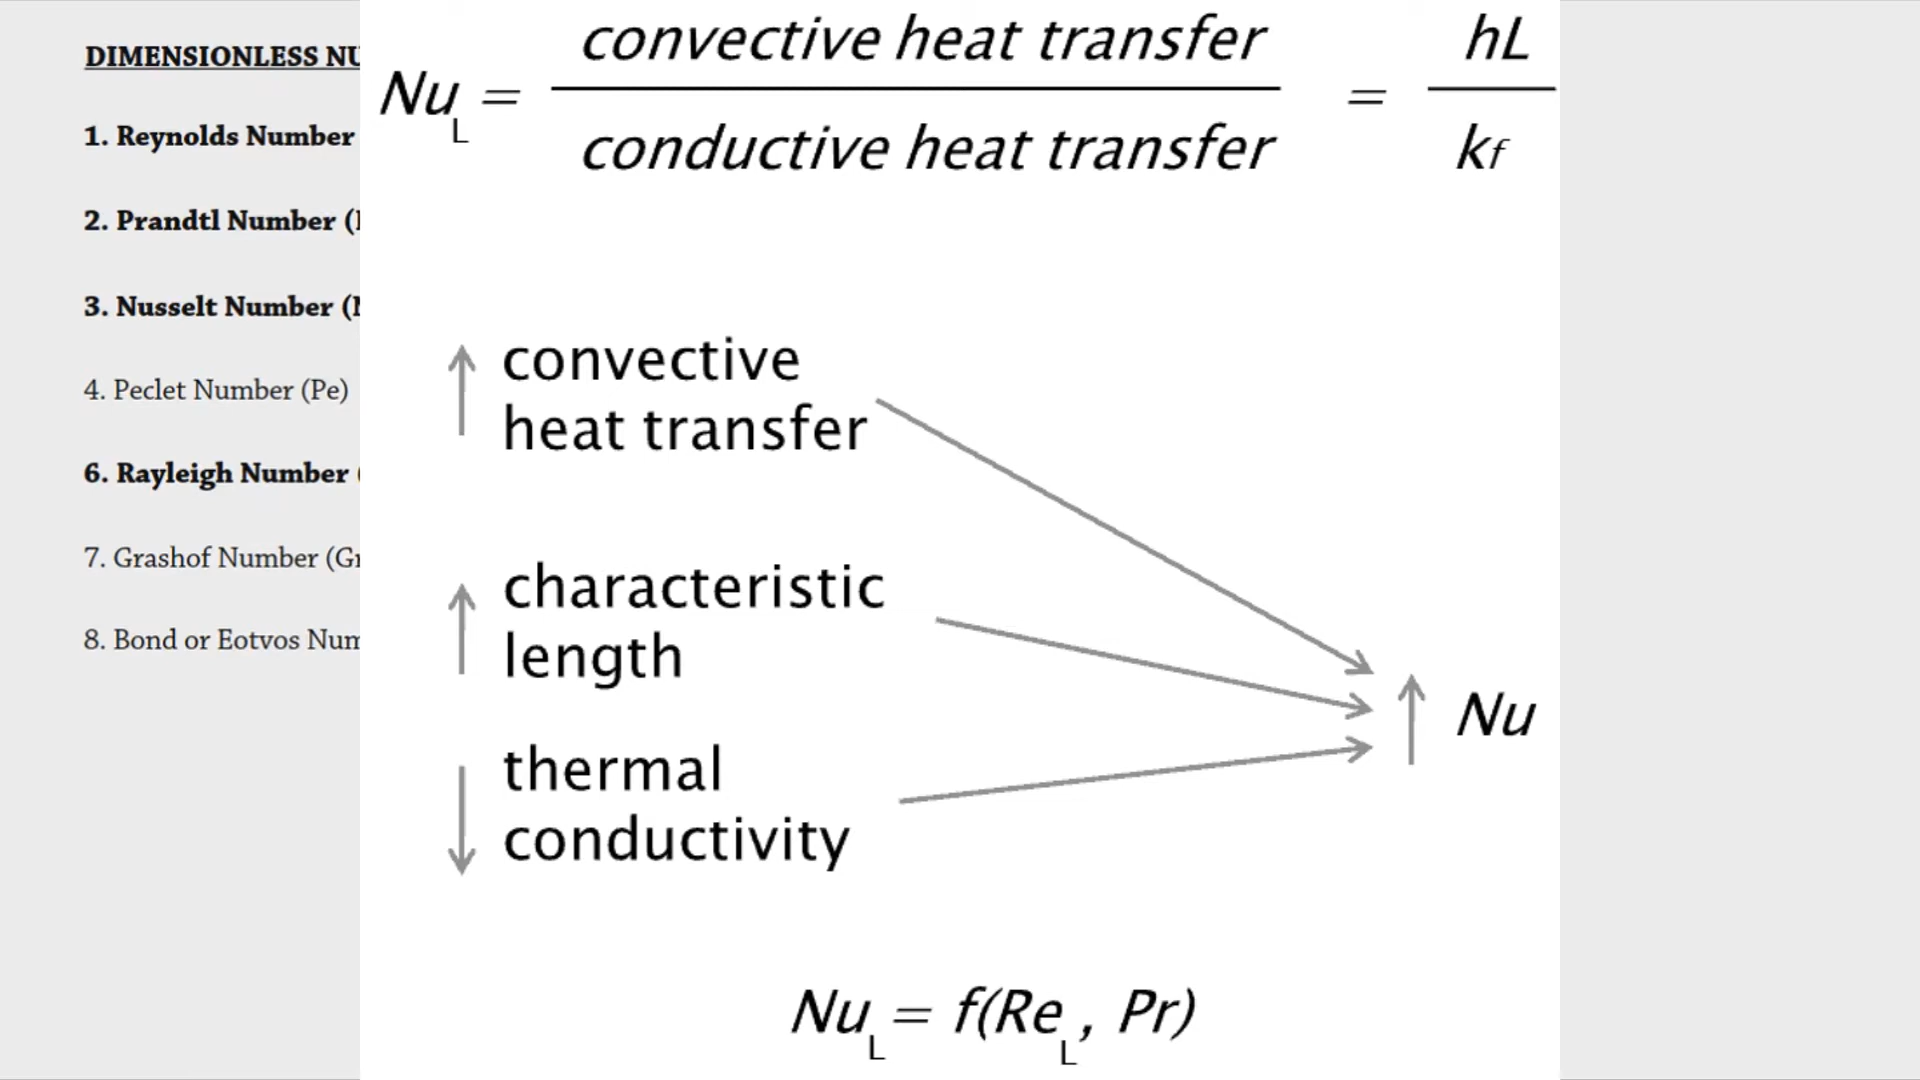 DIMENSIONLESS NU
1. Reynolds Number
2. Prandtl Number (
3. Nusselt Number (
4. Peclet Number (Pe)
6. Rayleigh Number (
7. Grashof Number (Gr
8. Bond or Eotvos Num
Nu_L = convective heat transfer / conductive heat transfer = hL / kf
↑ convective
heat transfer
↑ characteristic
length
↓ thermal
conductivity
↑ Nu
Nu_L = f(Re_L, Pr)